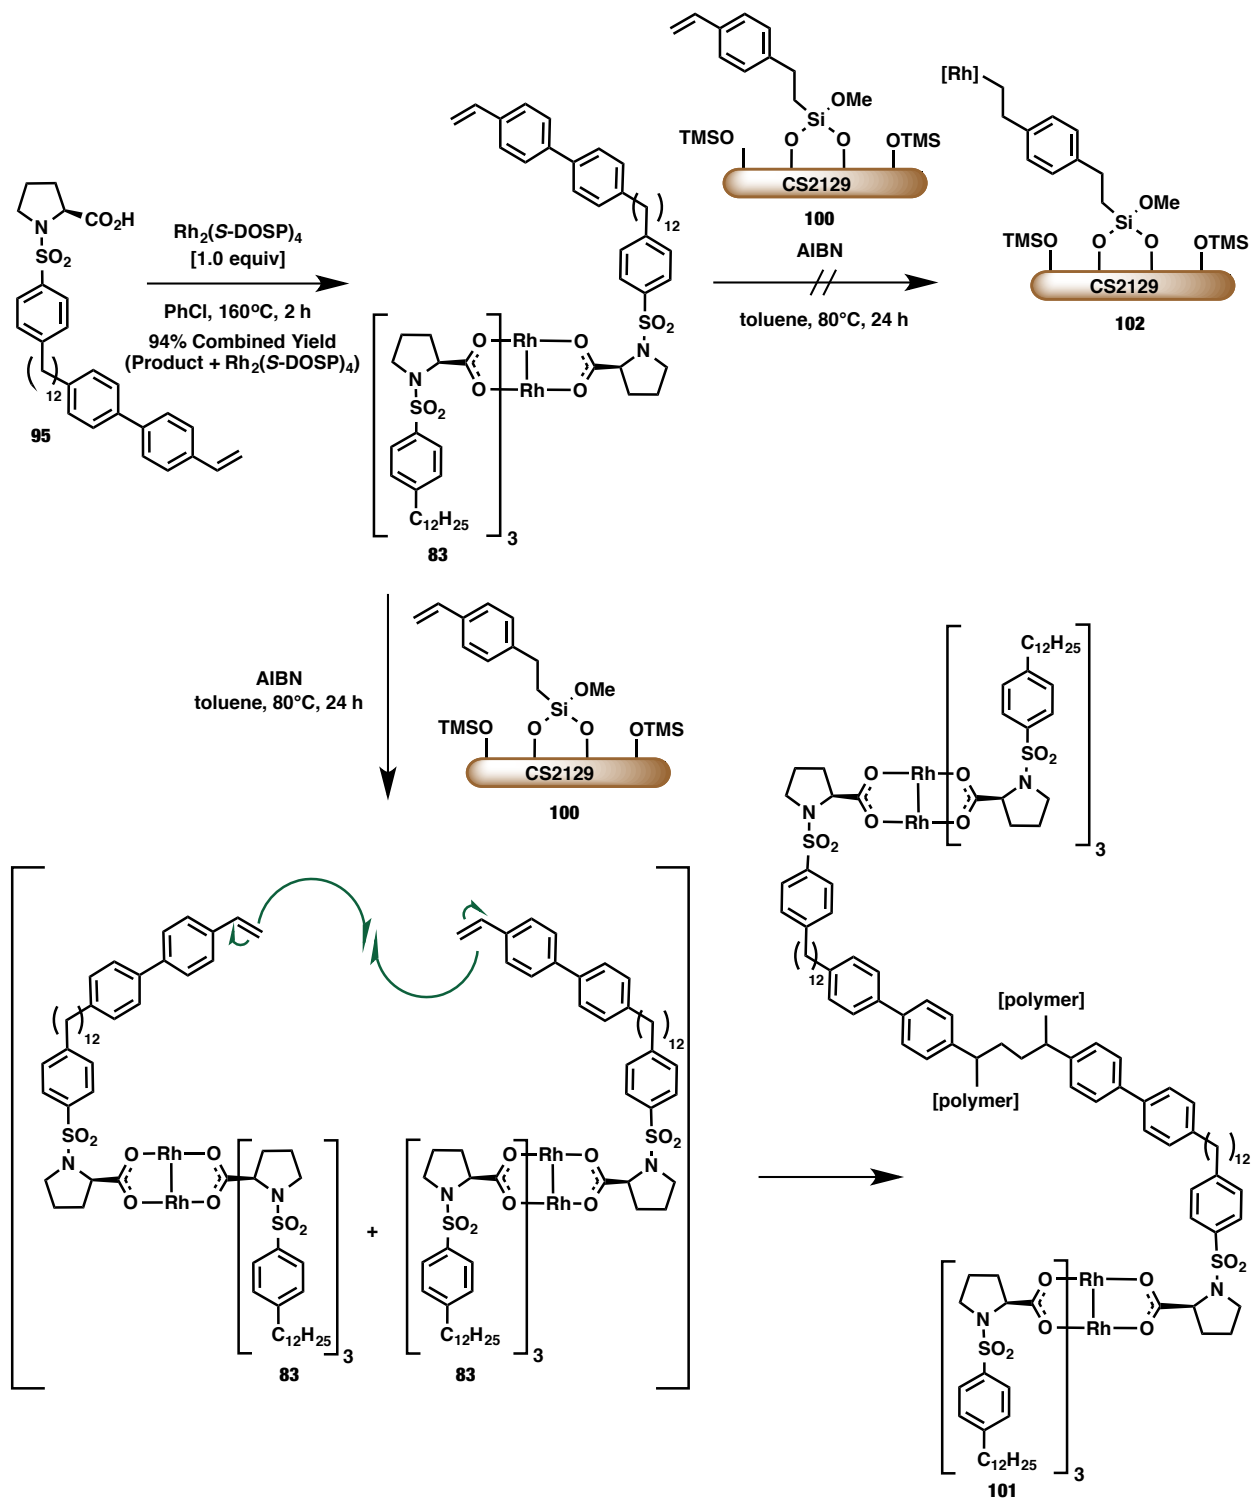 CO₂H
N
SO₂
12
95
Rh₂(S-DOSP)₄
[1.0 equiv]
PhCl, 160°C, 2 h
94% Combined Yield
(Product + Rh₂(S-DOSP)₄)
12
SO₂
N
O Rh O
O Rh O
N
SO₂
C₁₂H₂₅
3
83
OMe
Si
TMSO O O OTMS
CS2129
100
AIBN
toluene, 80°C, 24 h
[Rh]
OMe
Si
TMSO O O OTMS
CS2129
102
AIBN
toluene, 80°C, 24 h
OMe
Si
TMSO O O OTMS
CS2129
100
12
SO₂
N
O Rh O
O Rh O
N
SO₂
C₁₂H₂₅
3
83
+
12
SO₂
N
O Rh O
O Rh O
N
SO₂
C₁₂H₂₅
3
83
C₁₂H₂₅
SO₂
N
O Rh O
O Rh O
3
N
SO₂
12
[polymer]
[polymer]
12
SO₂
N
O Rh O
O Rh O
N
SO₂
C₁₂H₂₅
3
101